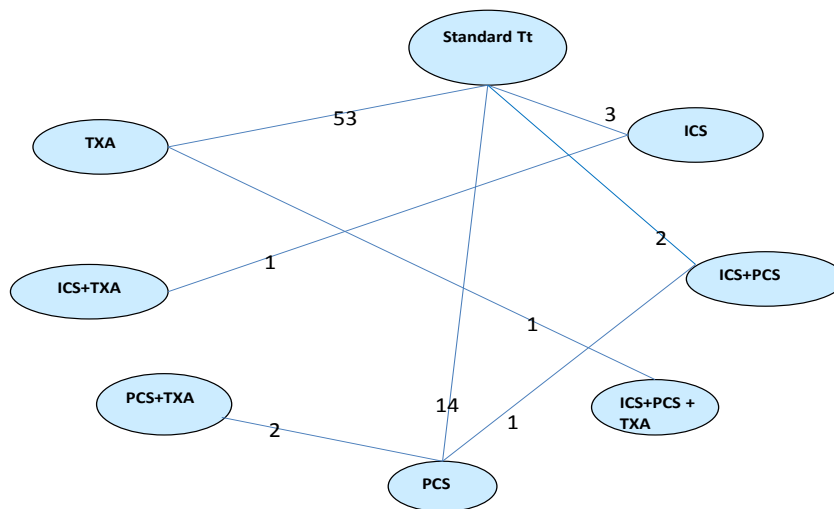 Standard Tt
53
3
TXA
ICS
2
1
ICS+TXA
ICS+PCS
1
PCS+TXA
14
1
ICS+PCS +
TXA
2
PCS